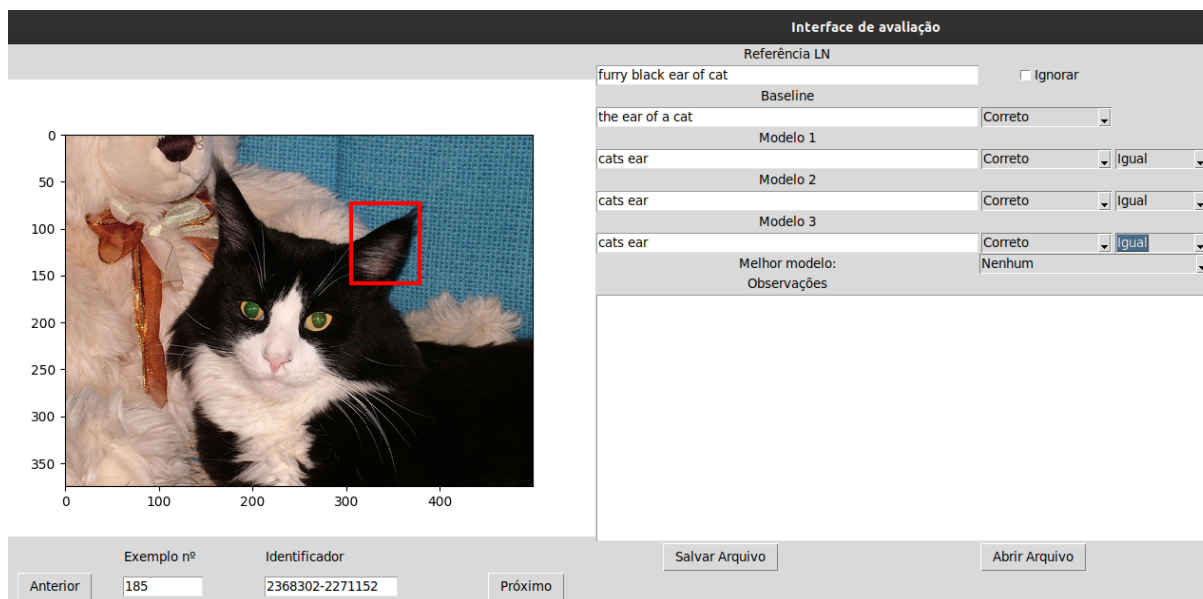 Interface de avaliação
Referência LN
furry black ear of cat
Ignorar
Baseline
the ear of a cat
Correto
Modelo 1
cats ear
Correto
Igual
Modelo 2
cats ear
Correto
Igual
Modelo 3
cats ear
Correto
Igual
Melhor modelo:
Nenhum
Observações
0
50
100
150
200
250
300
350
0 100 200 300 400
Salvar Arquivo
Abrir Arquivo
Exemplo nº
Identificador
Anterior
185
2368302-2271152
Próximo